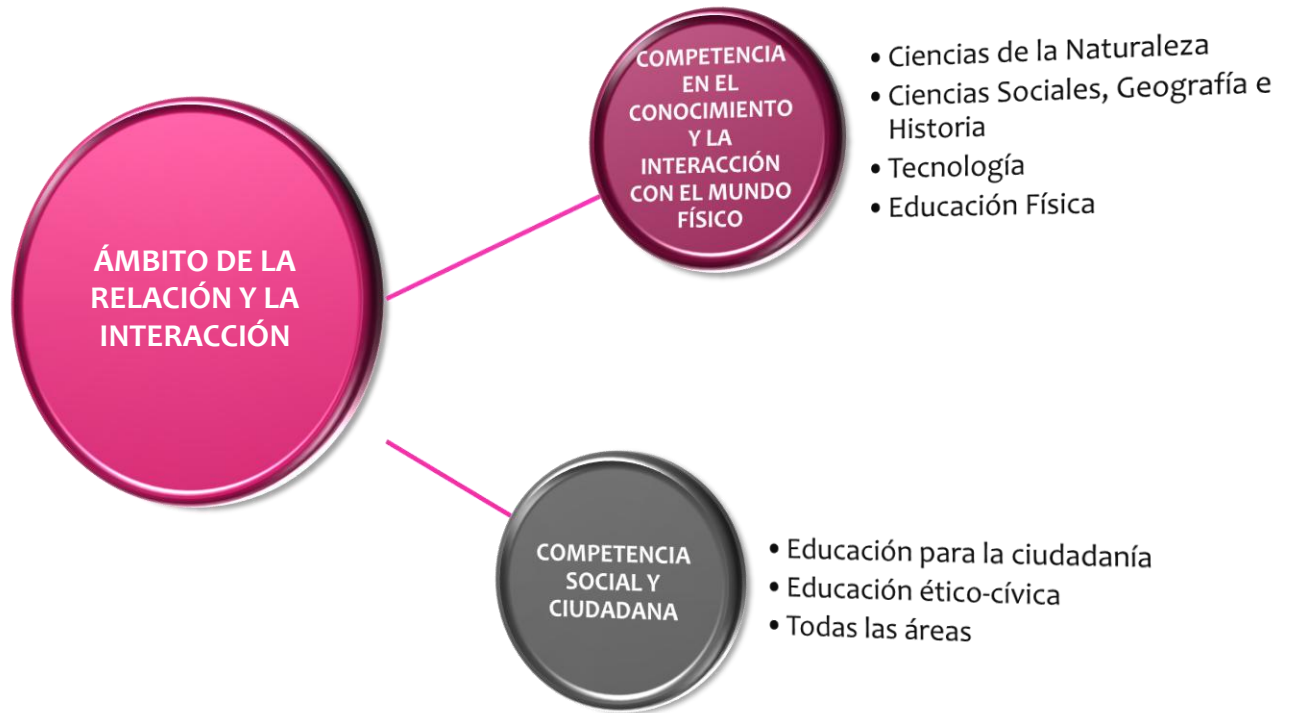 ÁMBITO DE LA
RELACIÓN Y LA
INTERACCIÓN
COMPETENCIA
EN EL
CONOCIMIENTO
Y LA
INTERACCIÓN
CON EL MUNDO
FÍSICO
• Ciencias de la Naturaleza
• Ciencias Sociales, Geografía e
Historia
• Tecnología
• Educación Física
COMPETENCIA
SOCIAL Y
CIUDADANA
• Educación para la ciudadanía
• Educación ético-cívica
• Todas las áreas